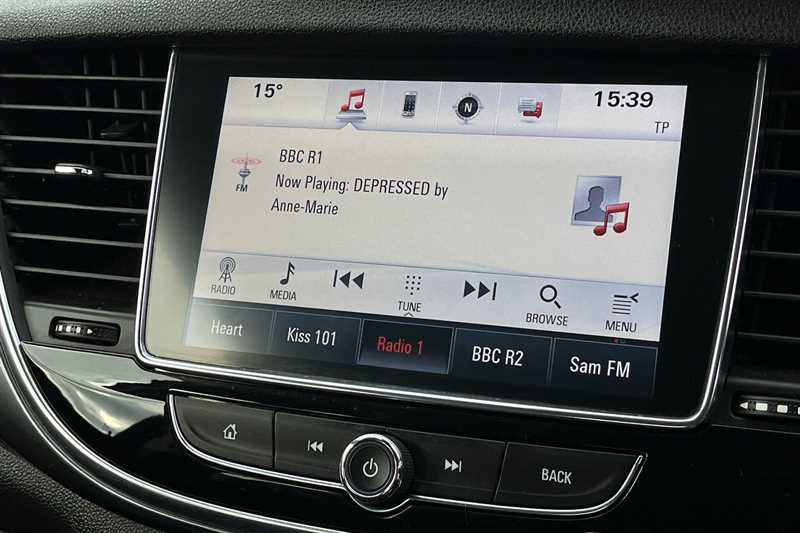 15°
N
15:39
TP
FM
BBC R1
Now Playing: DEPRESSED by
Anne-Marie
RADIO
MEDIA
TUNE
BROWSE
MENU
Heart
Kiss 101
Radio 1
BBC R2
Sam FM
BACK